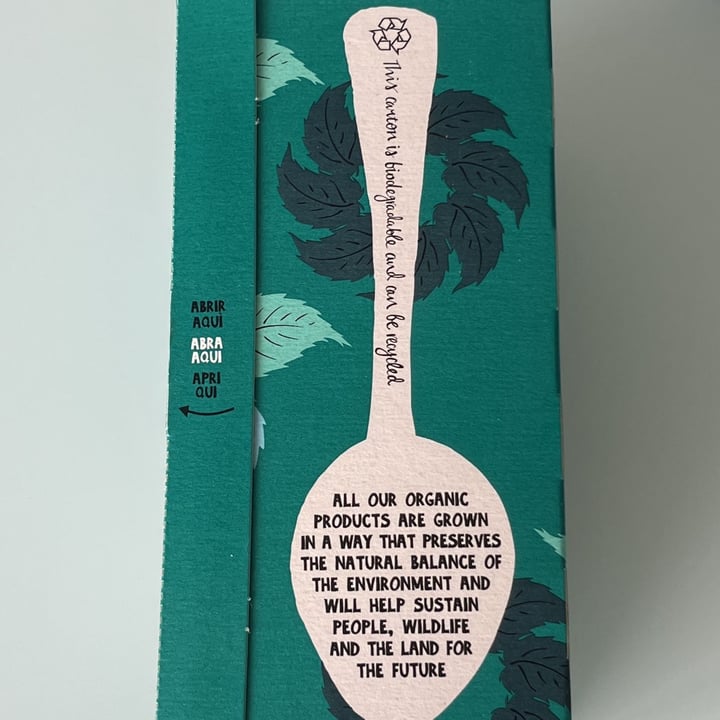 This carton is biodegradable and can be recycled
ABRIR
AQUÍ
ABRA
AQUI
APRI
QUI
ALL OUR ORGANIC
PRODUCTS ARE GROWN
IN A WAY THAT PRESERVES
THE NATURAL BALANCE OF
THE ENVIRONMENT AND
WILL HELP SUSTAIN
PEOPLE, WILDLIFE
AND THE LAND FOR
THE FUTURE